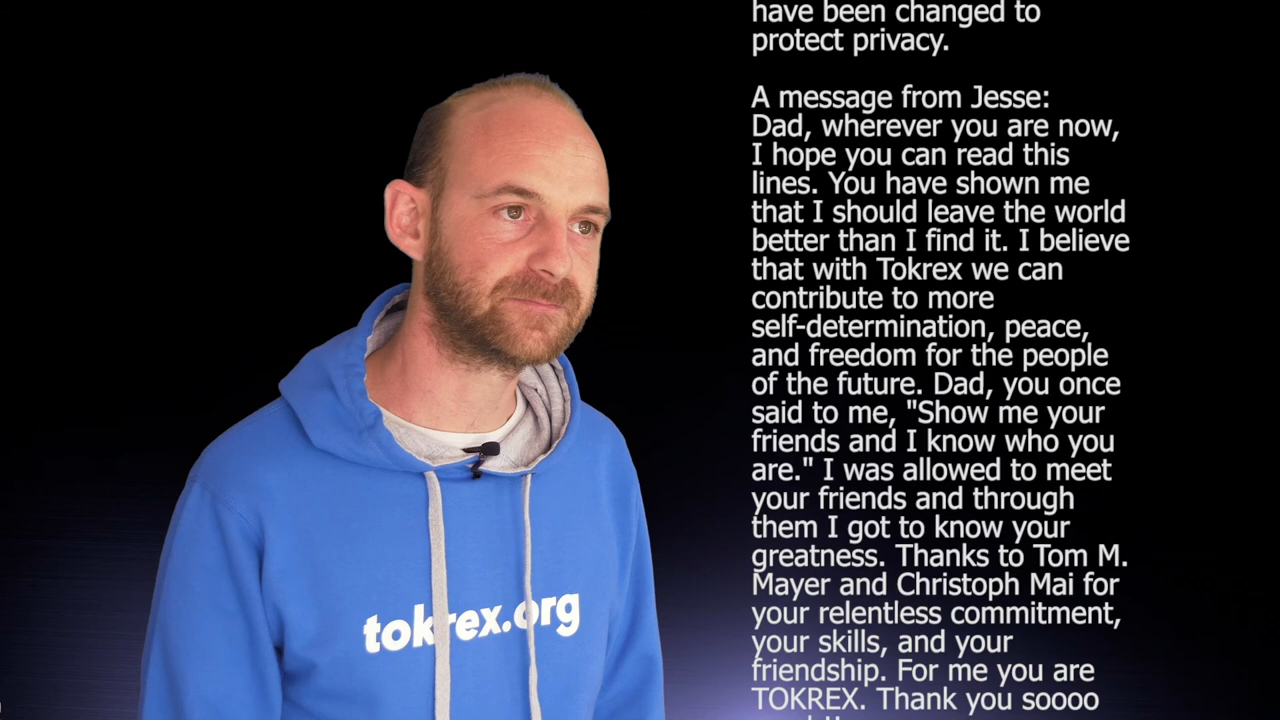 have been changed to
protect privacy.
A message from Jesse:
Dad, wherever you are now,
I hope you can read this
lines. You have shown me
that I should leave the world
better than I find it. I believe
that with Tokrex we can
contribute to more
self-determination, peace,
and freedom for the people
of the future. Dad, you once
said to me, "Show me your
friends and I know who you
are." I was allowed to meet
your friends and through
them I got to know your
greatness. Thanks to Tom M.
Mayer and Christoph Mai for
your relentless commitment,
your skills, and your
friendship. For me you are
TOKREX. Thank you soooo
tokrex.org